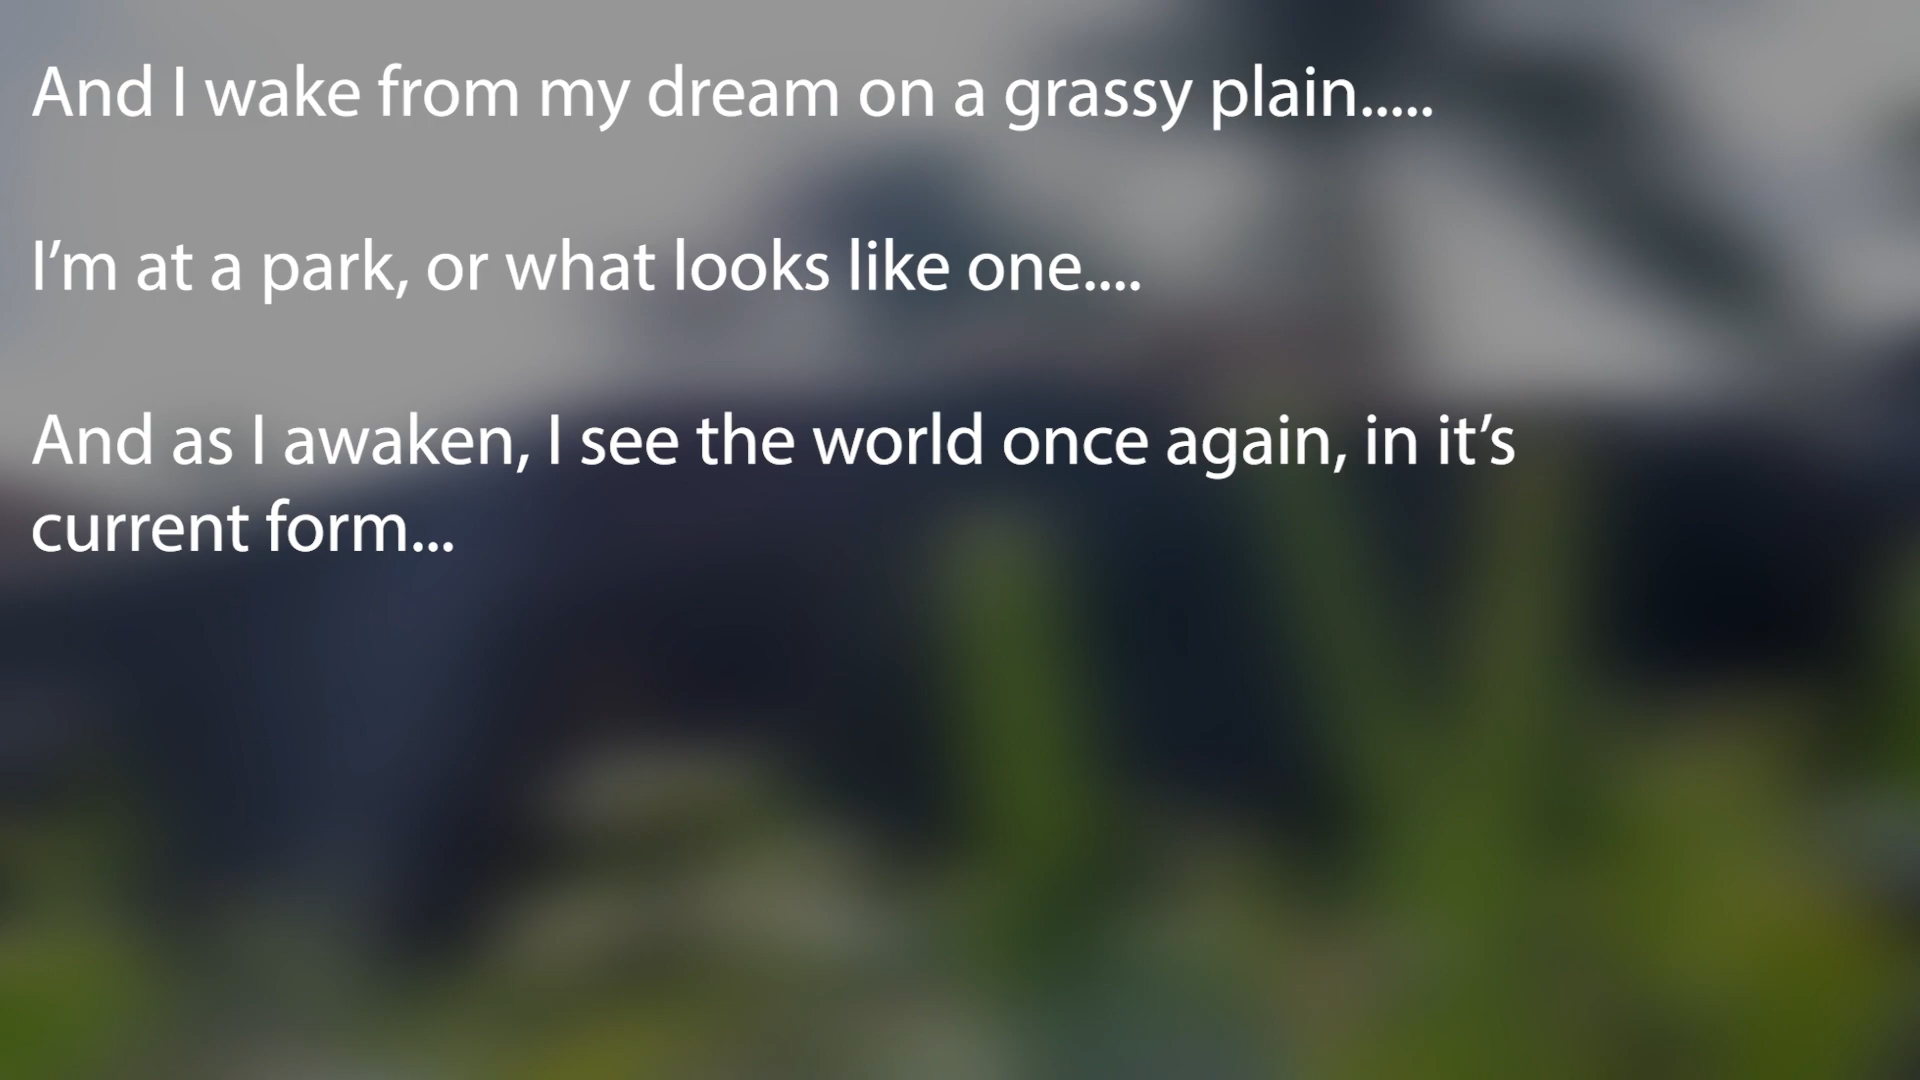 And I wake from my dream on a grassy plain.....
I’m at a park, or what looks like one....
And as I awaken, I see the world once again, in it’s
current form...